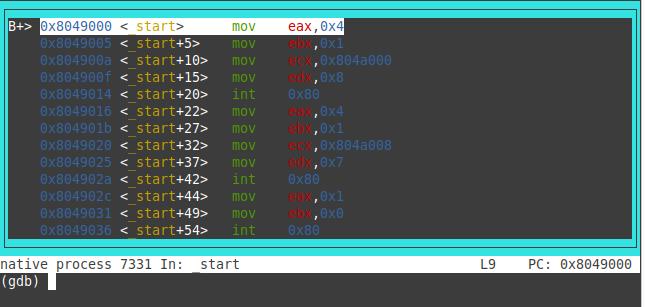 B+> 0x8049000 <_start> mov eax,0x4
0x8049005 <_start+5> mov ebx,0x1
0x804900a <_start+10> mov ecx,0x804a000
0x804900f <_start+15> mov edx,0x8
0x8049014 <_start+20> int 0x80
0x8049016 <_start+22> mov eax,0x4
0x804901b <_start+27> mov ebx,0x1
0x8049020 <_start+32> mov ecx,0x804a008
0x8049025 <_start+37> mov edx,0x7
0x804902a <_start+42> int 0x80
0x804902c <_start+44> mov eax,0x1
0x8049031 <_start+49> mov ebx,0x0
0x8049036 <_start+54> int 0x80
native process 7331 In: _start L9 PC: 0x8049000
(gdb)